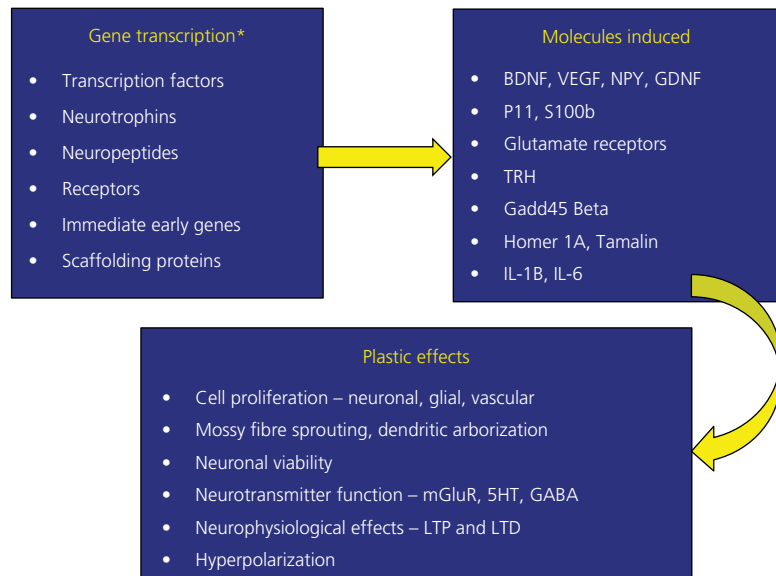 Gene transcription*
• Transcription factors
• Neurotrophins
• Neuropeptides
• Receptors
• Immediate early genes
• Scaffolding proteins
Molecules induced
• BDNF, VEGF, NPY, GDNF
• P11, S100b
• Glutamate receptors
• TRH
• Gadd45 Beta
• Homer 1A, Tamalin
• IL-1B, IL-6
Plastic effects
• Cell proliferation – neuronal, glial, vascular
• Mossy fibre sprouting, dendritic arborization
• Neuronal viability
• Neurotransmitter function – mGluR, 5HT, GABA
• Neurophysiological effects – LTP and LTD
• Hyperpolarization